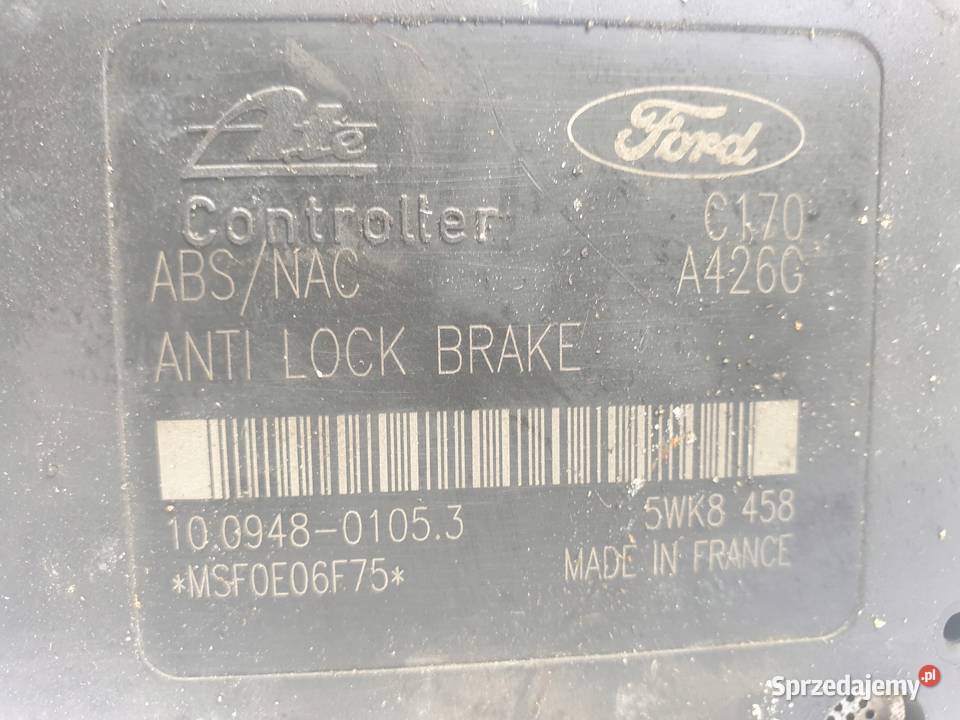 Ate
Ford
Controller
C170
ABS/NAC
A426G
ANTI LOCK BRAKE
10.0948-0105.3
5WK8 458
*MSF0E06F75*
MADE IN FRANCE
Sprzedajemy.pl